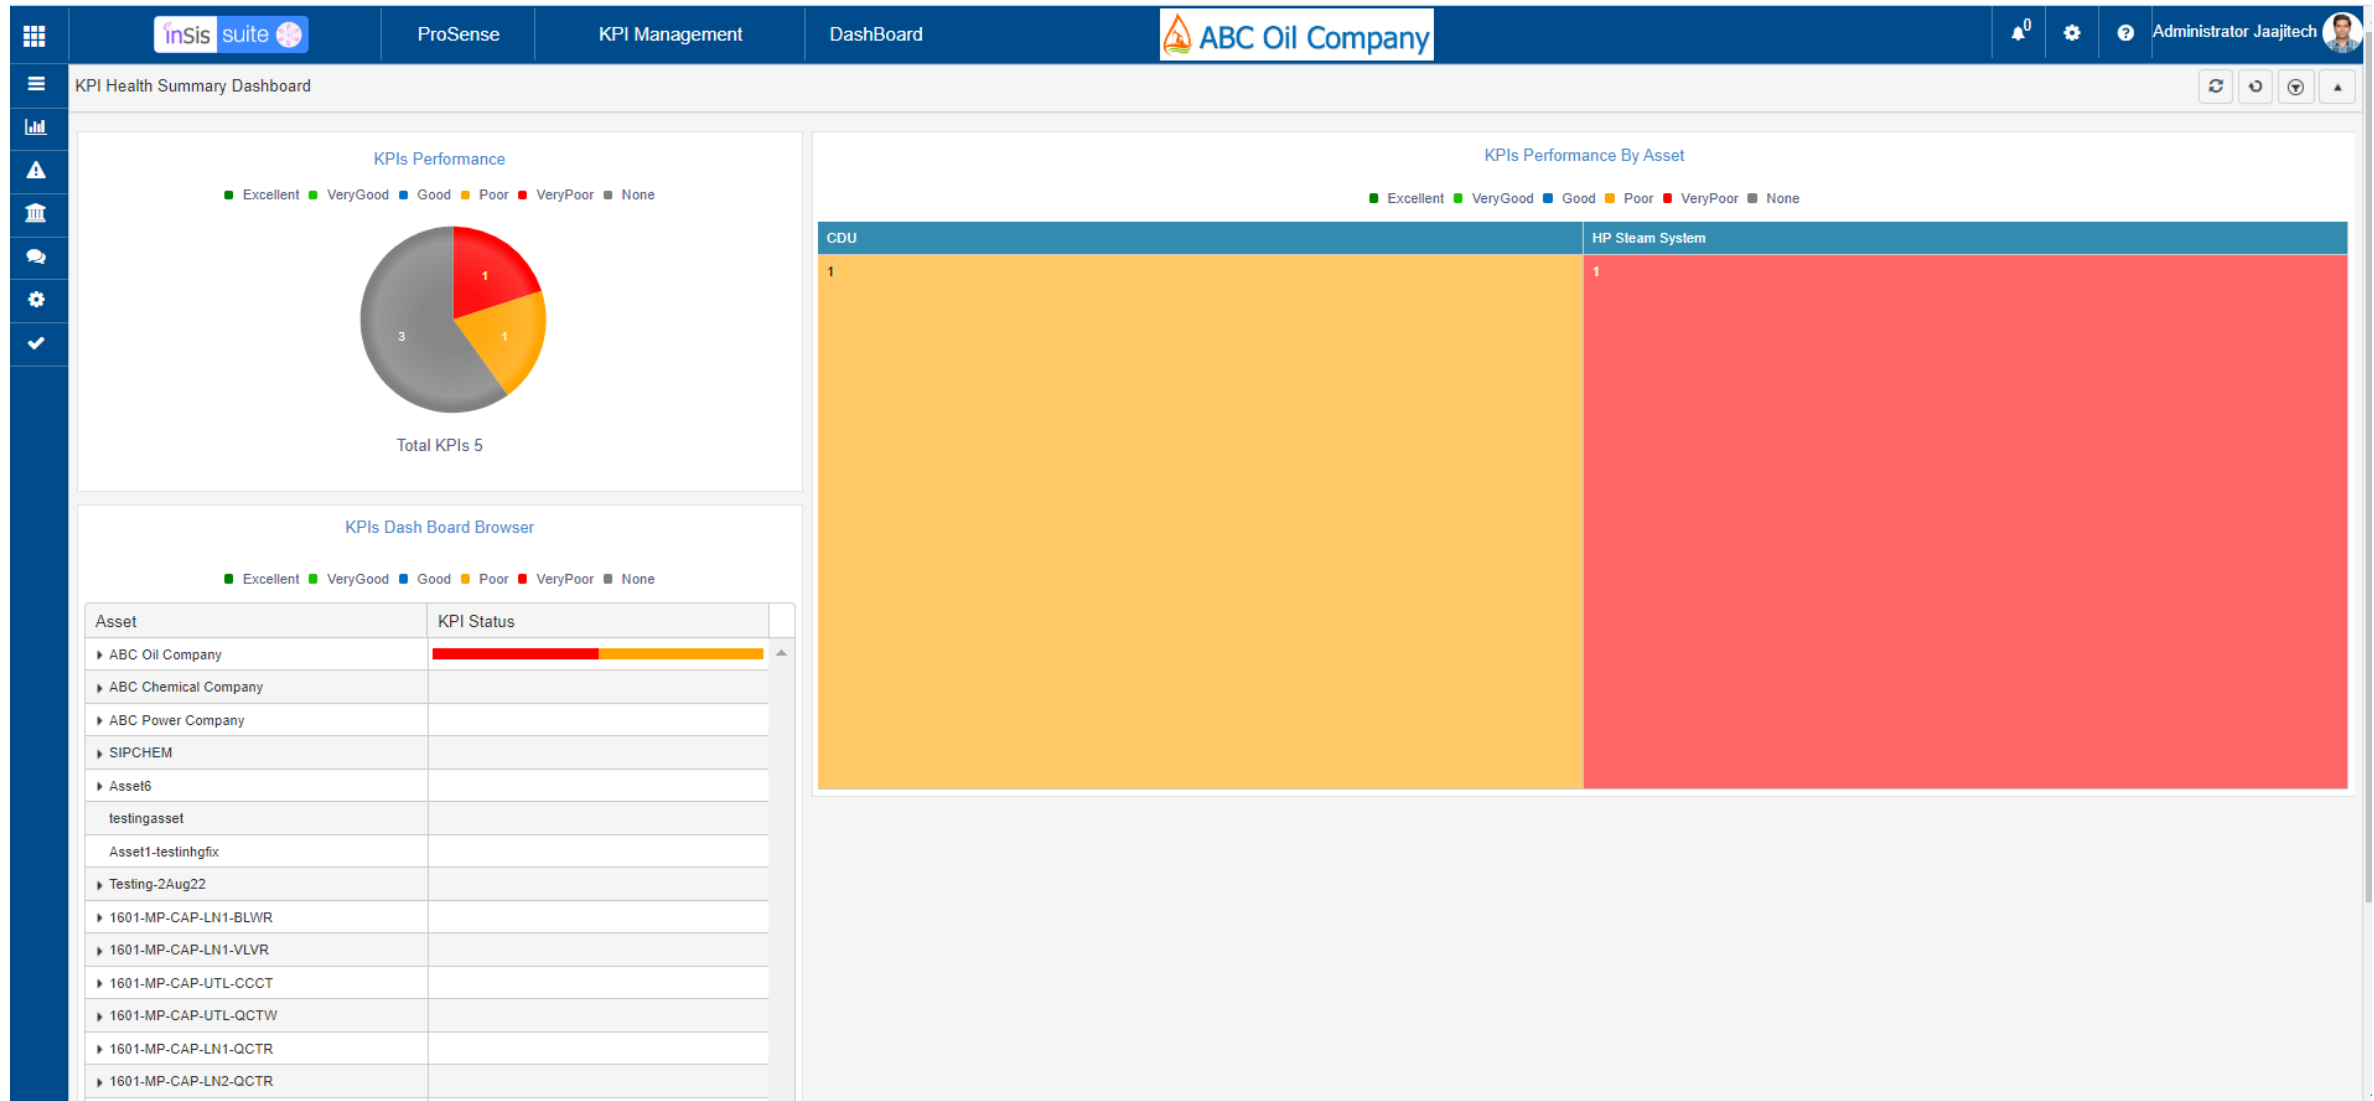 inSis suite
ProSense
KPI Management
DashBoard
ABC Oil Company
0
Administrator Jaajitech
KPI Health Summary Dashboard
KPIs Performance
Excellent VeryGood Good Poor VeryPoor None
1
3
1
Total KPIs 5
KPIs Performance By Asset
Excellent VeryGood Good Poor VeryPoor None
CDU
HP Steam System
1
1
KPIs Dash Board Browser
Excellent VeryGood Good Poor VeryPoor None
Asset
KPI Status
ABC Oil Company
ABC Chemical Company
ABC Power Company
SIPCHEM
Asset6
testingasset
Asset1-testinhgfix
Testing-2Aug22
1601-MP-CAP-LN1-BLWR
1601-MP-CAP-LN1-VLVR
1601-MP-CAP-UTL-CCCT
1601-MP-CAP-UTL-QCTW
1601-MP-CAP-LN1-QCTR
1601-MP-CAP-LN2-QCTR